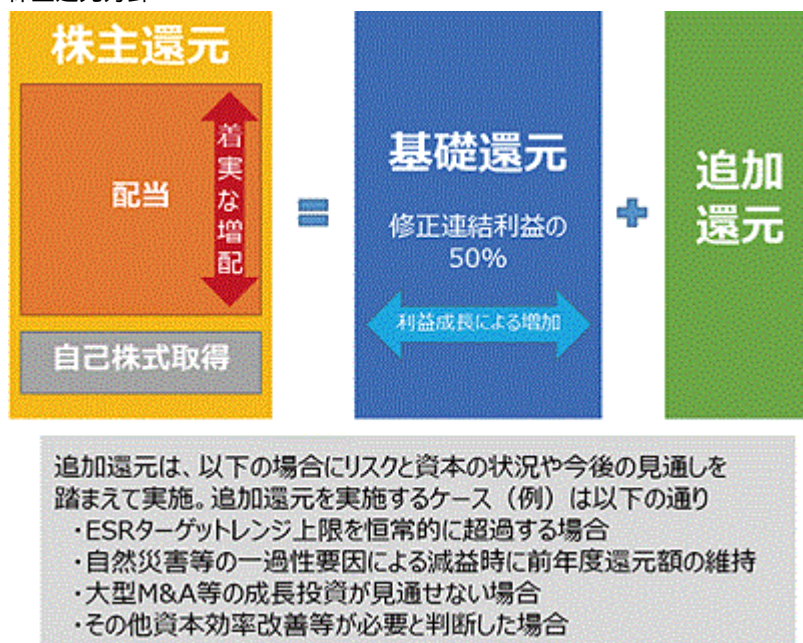 株主還元
配当
着実な増配
自己株式取得
=
基礎還元
修正連結利益の
50%
利益成長による増加
+
追加
還元
追加還元は、以下の場合にリスクと資本の状況や今後の見通しを
踏まえて実施。追加還元を実施するケース（例）は以下の通り
・ESRターゲットレンジ上限を恒常的に超過する場合
・自然災害等の一過性要因による減益時に前年度還元額の維持
・大型M&A等の成長投資が見通せない場合
・その他資本効率改善等が必要と判断した場合